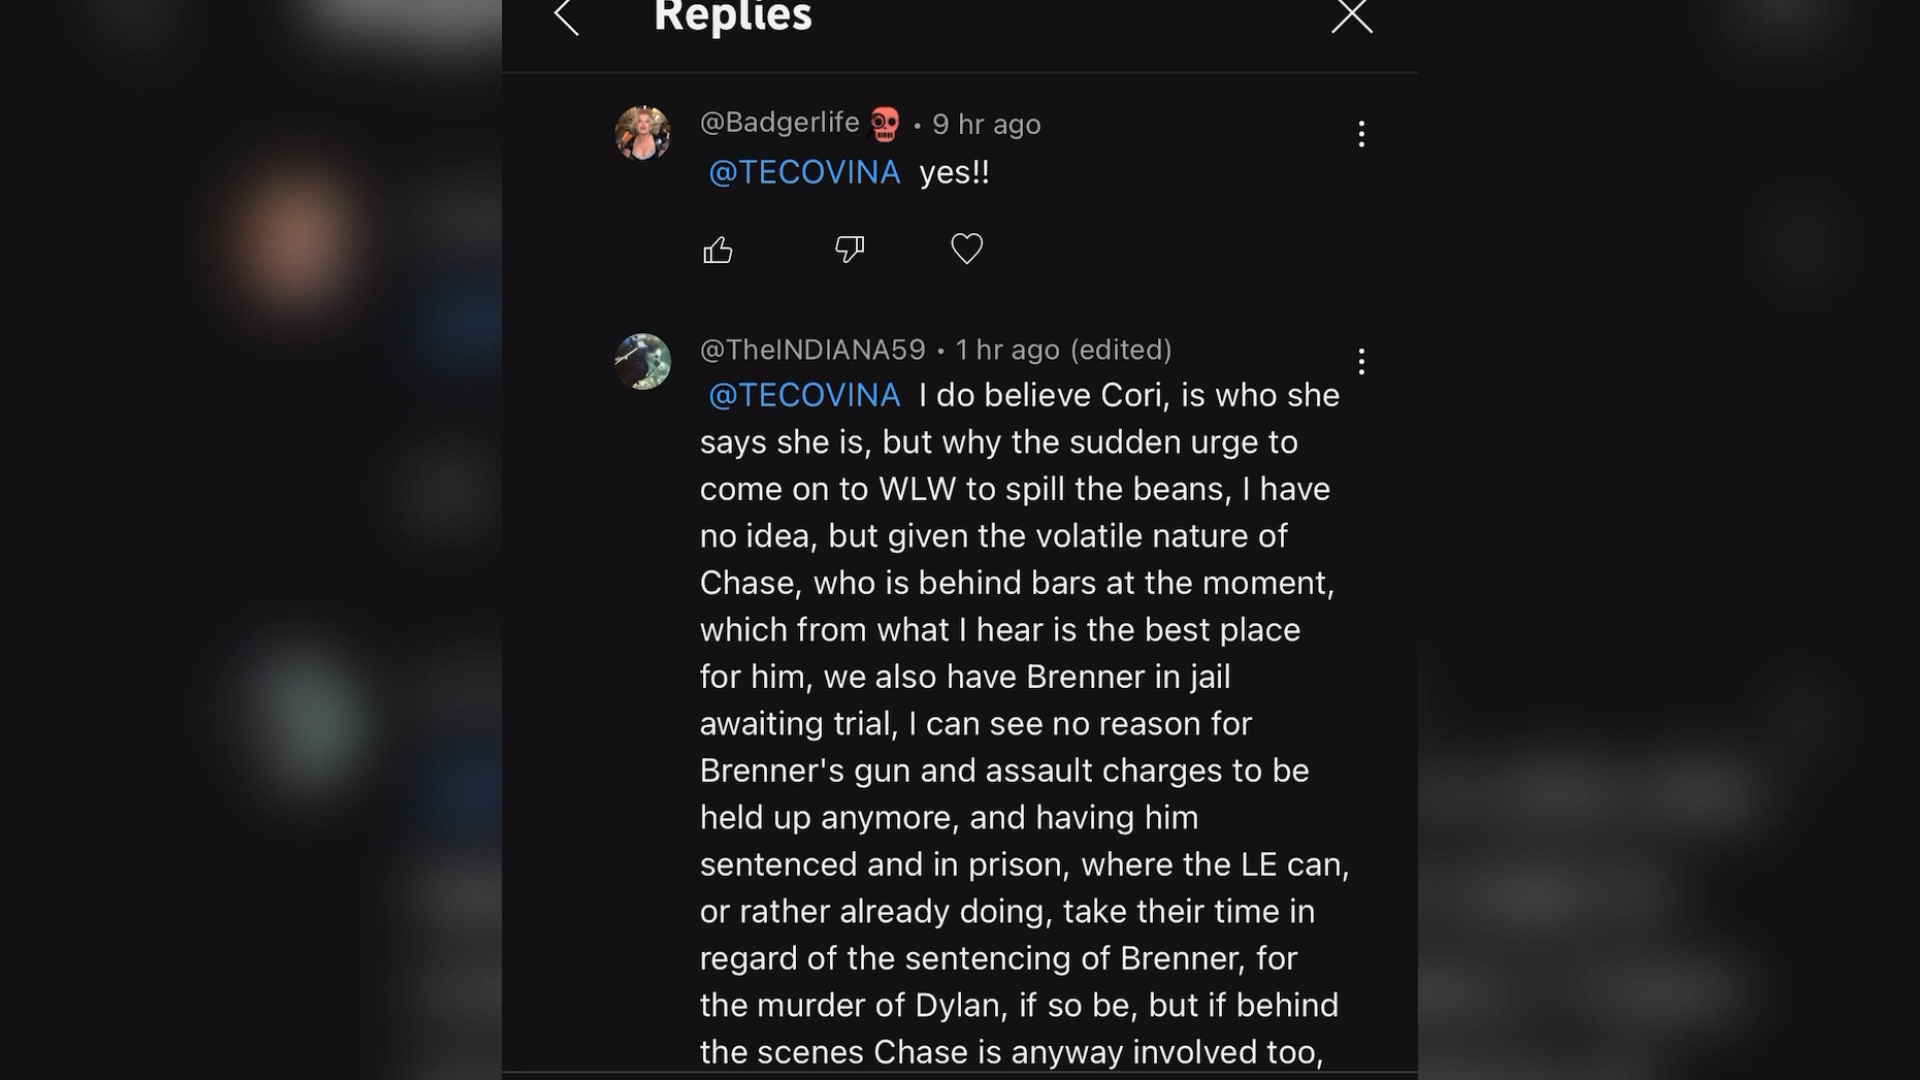 Replies
@Badgerlife • 9 hr ago
@TECOVINA yes!!
@TheINDIANA59 • 1 hr ago (edited)
@TECOVINA I do believe Cori, is who she
says she is, but why the sudden urge to
come on to WLW to spill the beans, I have
no idea, but given the volatile nature of
Chase, who is behind bars at the moment,
which from what I hear is the best place
for him, we also have Brenner in jail
awaiting trial, I can see no reason for
Brenner's gun and assault charges to be
held up anymore, and having him
sentenced and in prison, where the LE can,
or rather already doing, take their time in
regard of the sentencing of Brenner, for
the murder of Dylan, if so be, but if behind
the scenes Chase is anyway involved too,